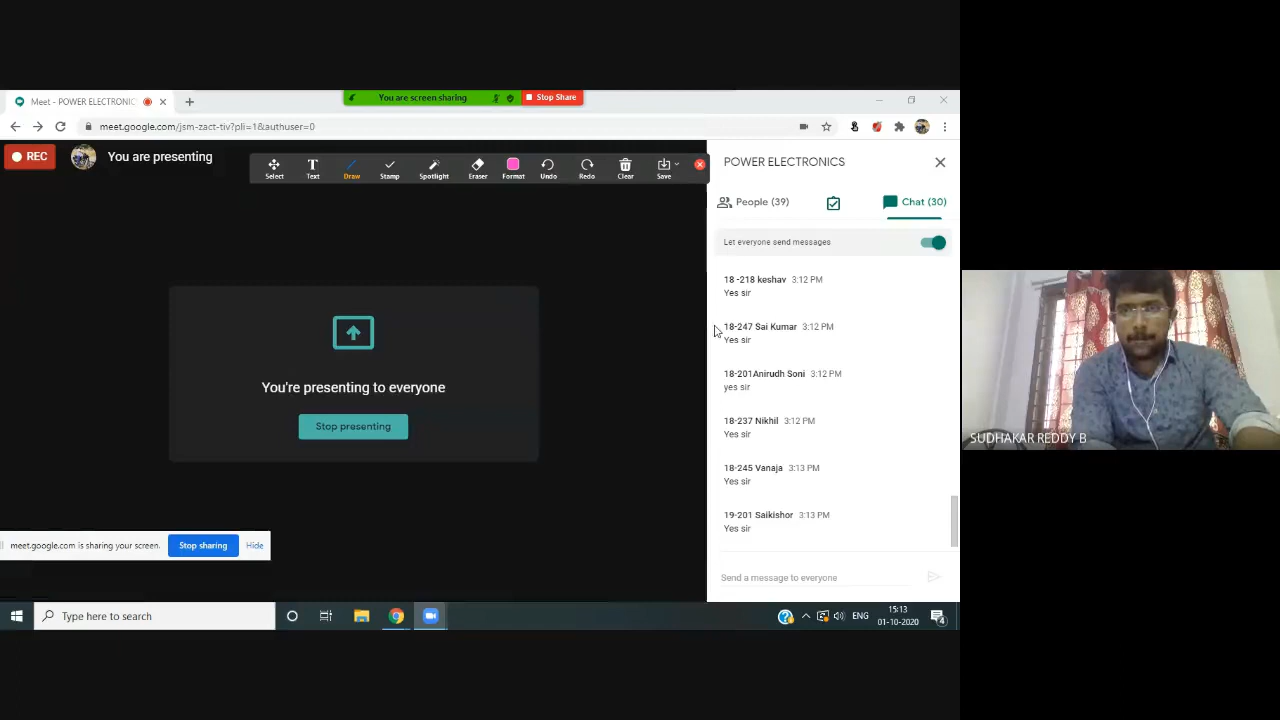 Meet - POWER ELECTRONIC
You are screen sharing
Stop Share
meet.google.com/jsm-zact-tiv?pli=1&authuser=0
REC
You are presenting
Select
Text
Draw
Stamp
Spotlight
Eraser
Format
Undo
Redo
Clear
Save
POWER ELECTRONICS
People (39)
Chat (30)
Let everyone send messages
18 -218 keshav 3:12 PM
Yes sir
18-247 Sai Kumar 3:12 PM
Yes sir
18-201Anirudh Soni 3:12 PM
yes sir
18-237 Nikhil 3:12 PM
Yes sir
18-245 Vanaja 3:13 PM
Yes sir
19-201 Saikishor 3:13 PM
Yes sir
Send a message to everyone
You're presenting to everyone
Stop presenting
meet.google.com is sharing your screen.
Stop sharing
Hide
SUDHAKAR REDDY B
Type here to search
ENG
15:13
01-10-2020
4